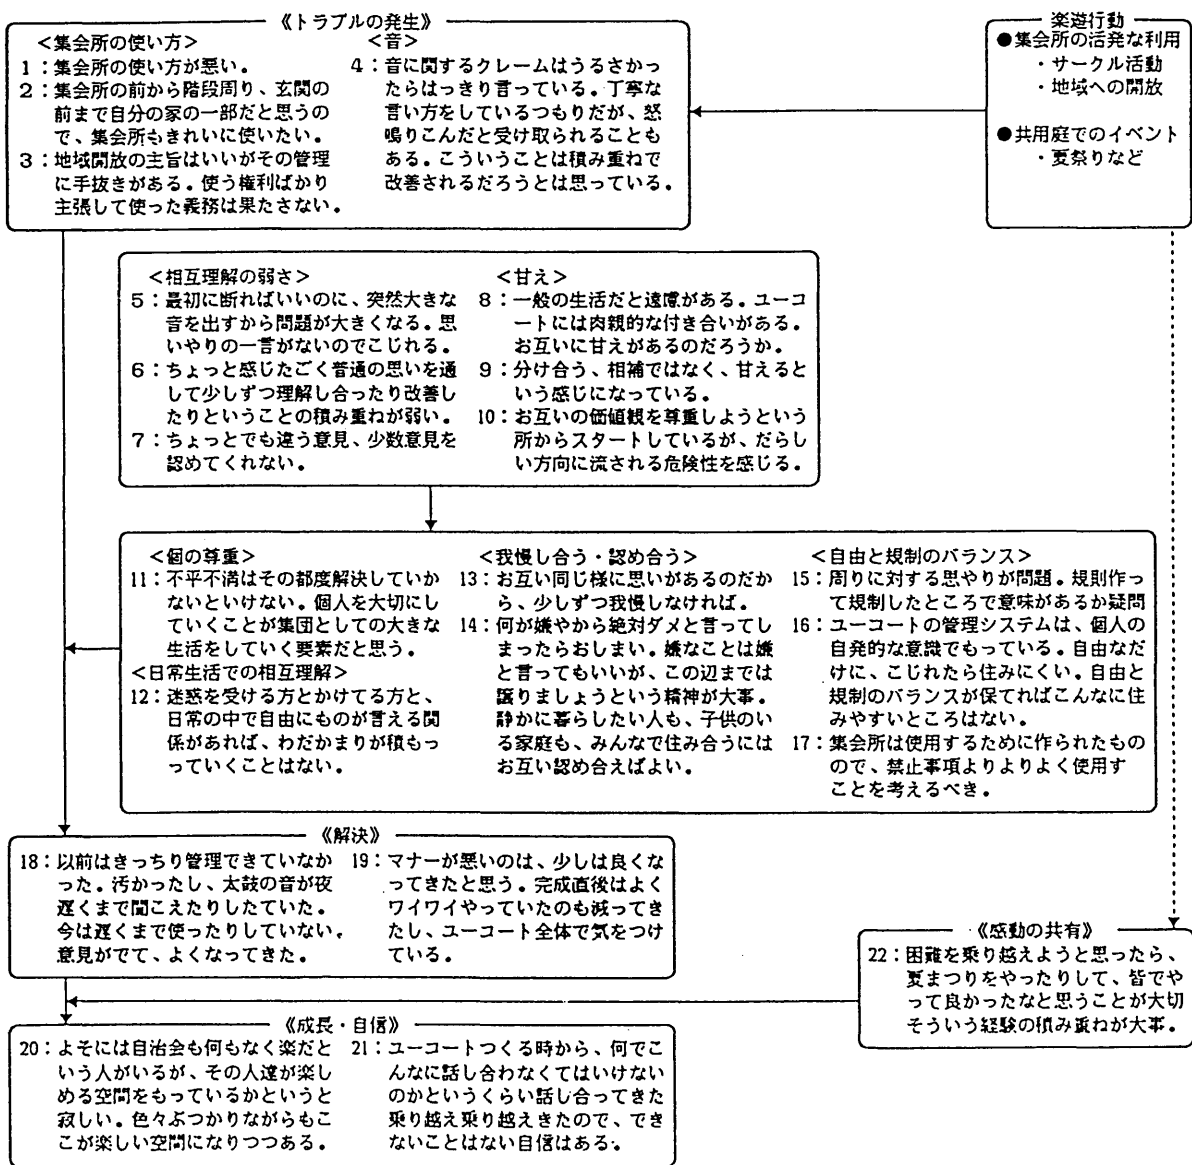 《トラブルの発生》
＜集会所の使い方＞
1：集会所の使い方が悪い。
2：集会所の前から階段周り、玄関の
前まで自分の家の一部だと思うの
で、集会所もきれいに使いたい。
3：地域開放の主旨はいいがその管理
に手抜きがある。使う権利ばかり
主張して使った義務は果たさない。
＜音＞
4：音に関するクレームはうるさかっ
たらはっきり言っている。丁寧な
言い方をしているつもりだが、怒
鳴りこんだと受け取られることも
ある。こういうことは積み重ねで
改善されるだろうとは思っている。
楽遊行動
●集会所の活発な利用
・サークル活動
・地域への開放
●共用庭でのイベント
・夏祭りなど
＜相互理解の弱さ＞
5：最初に断ればいいのに、突然大きな
音を出すから問題が大きくなる。思
いやりの一言がないのでこじれる。
6：ちょっと感じたごく普通の思いを通
して少しずつ理解し合ったり改善し
たりということの積み重ねが弱い。
7：ちょっとでも違う意見、少数意見を
認めてくれない。
＜甘え＞
8：一般の生活だと遠慮がある。ユーコ
ートには肉親的な付き合いがある。
お互いに甘えがあるのだろうか。
9：分け合う、相補ではなく、甘えると
いう感じになっている。
10：お互いの価値観を尊重しようという
所からスタートしているが、だらし
い方向に流される危険性を感じる。
＜個の尊重＞
11：不平不満はその都度解決していか
ないといけない。個人を大切にし
ていくことが集団としての大きな
生活をしていく要素だと思う。
＜日常生活での相互理解＞
12：迷惑を受ける方とかけてる方と、
日常の中で自由にものが言える関
係があれば、わだかまりが積もっ
っていくことはない。
＜我慢し合う・認め合う＞
13：お互い同じ様に思いがあるのだか
ら、少しずつ我慢しなければ。
14：何が嫌やから絶対ダメと言ってし
まったらおしまい。嫌なことは嫌
と言ってもいいが、この辺までは
譲りましょうという精神が大事。
静かに暮らしたい人も、子供のい
る家庭も、みんなで住み合うには
お互い認め合えばよい。
＜自由と規制のバランス＞
15：周りに対する思やりが問題。規則作っ
て規制したところで意味があるか疑問
16：ユーコートの管理システムは、個人の
自発的な意識でもっている。自由なだ
けに、こじれたら住みにくい。自由と
規制のバランスが保てればこんなに住
みやすいところはない。
17：集会所は使用するために作られたもの
ので、禁止事項よりよりよく使用す
ことを考えるべき。
《解決》
18：以前はきっちり管理できていなか
った。汚かったし、太鼓の音が夜
遅くまで聞こえたりしたていた。
今は遅くまで使ったりしていない。
意見がでて、よくなってきた。
19：マナーが悪いのは、少しは良くな
ってきたと思う。完成直後はよく
ワイワイやっていたのも減ってき
たし、ユーコート全体で気をつけ
ている。
《感動の共有》
22：困難を乗り越えようと思ったら、
夏まつりをやったりして、皆でや
って良かったなと思うことが大切
そういう経験の積み重ねが大事。
《成長・自信》
20：よそには自治会も何もなく楽だと
いう人がいるが、その人達が楽し
める空間をもっているかというと
寂しい。色々ぶつかりながらもこ
こが楽しい空間になりつつある。
21：ユーコートつくる時から、何でこ
んなに話し合わなくてはいけない
のかというくらい話し合ってきた
乗り越え乗り越えきたので、でき
ないことはない自信はある。